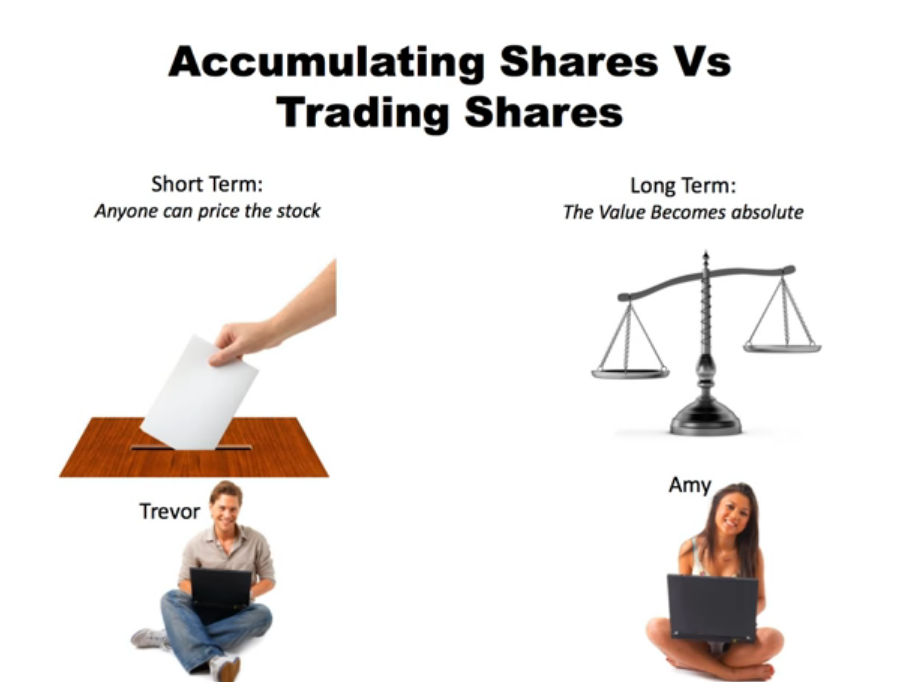 Accumulating Shares Vs
Trading Shares
Short Term:
Anyone can price the stock
Long Term:
The Value Becomes absolute
Trevor
Amy